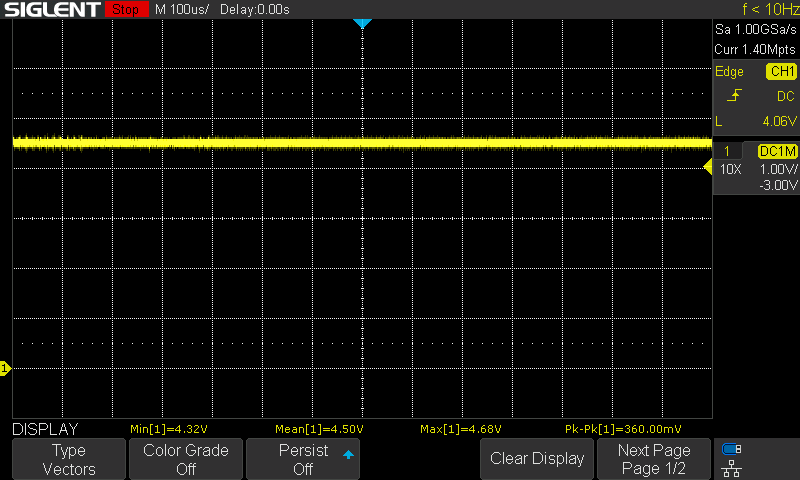 SIGLENT Stop M 100us/ Delay:0.00s f < 10Hz
Sa 1.00GSa/s
Curr 1.40Mpts
Edge CH1
DC
L 4.06V
1 DC1M
10X 1.00V/
-3.00V
1
DISPLAY Min[1]=4.32V Mean[1]=4.50V Max[1]=4.68V Pk-Pk[1]=360.00mV
Type
Vectors
Color Grade
Off
Persist
Off
Clear Display
Next Page
Page 1/2